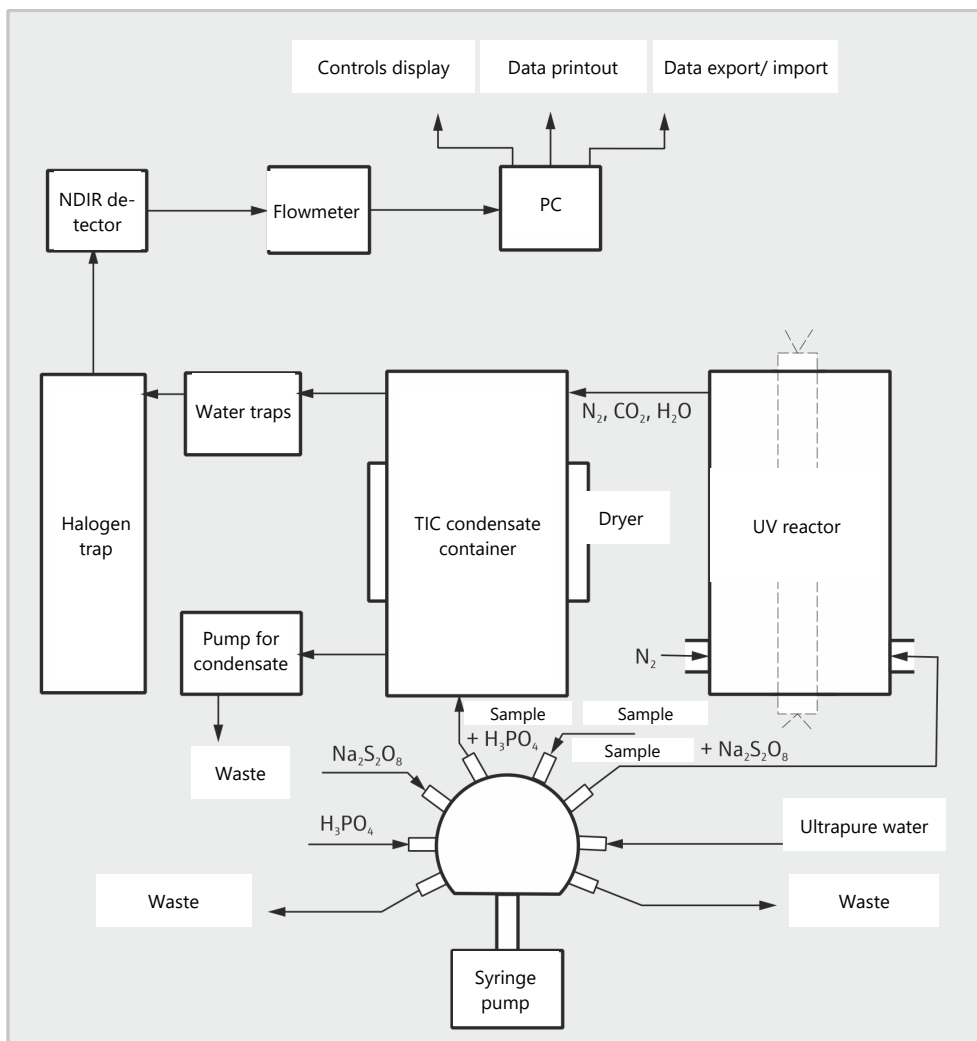 Controls display
Data printout
Data export/ import
NDIR de-
tector
Flowmeter
PC
N₂, CO₂, H₂O
Water traps
Halogen
trap
TIC condensate
container
Dryer
UV reactor
Pump for
condensate
N₂
Sample
+ H₃PO₄
Sample
Sample + Na₂S₂O₈
Waste
Na₂S₂O₈
H₃PO₄
Ultrapure water
Waste
Waste
Syringe
pump